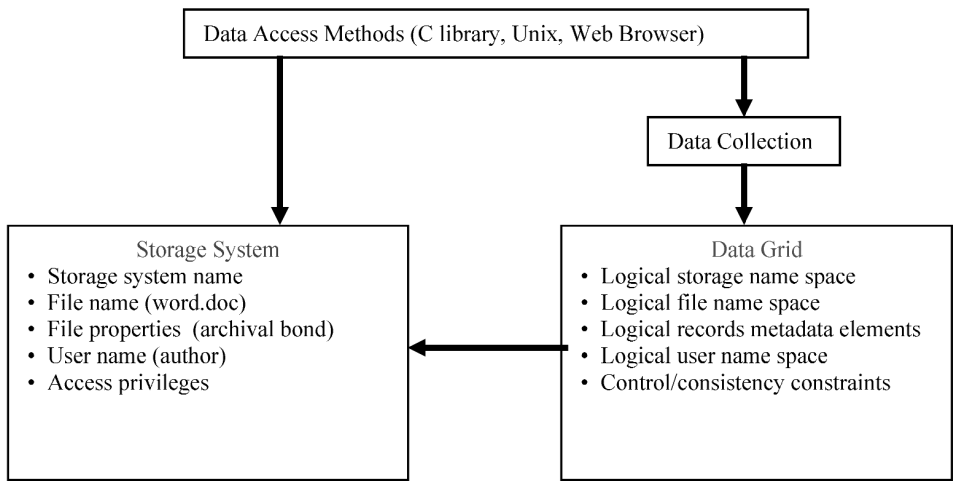 Data Access Methods (C library, Unix, Web Browser)
Data Collection
Storage System
• Storage system name
• File name (word.doc)
• File properties (archival bond)
• User name (author)
• Access privileges
Data Grid
• Logical storage name space
• Logical file name space
• Logical records metadata elements
• Logical user name space
• Control/consistency constraints